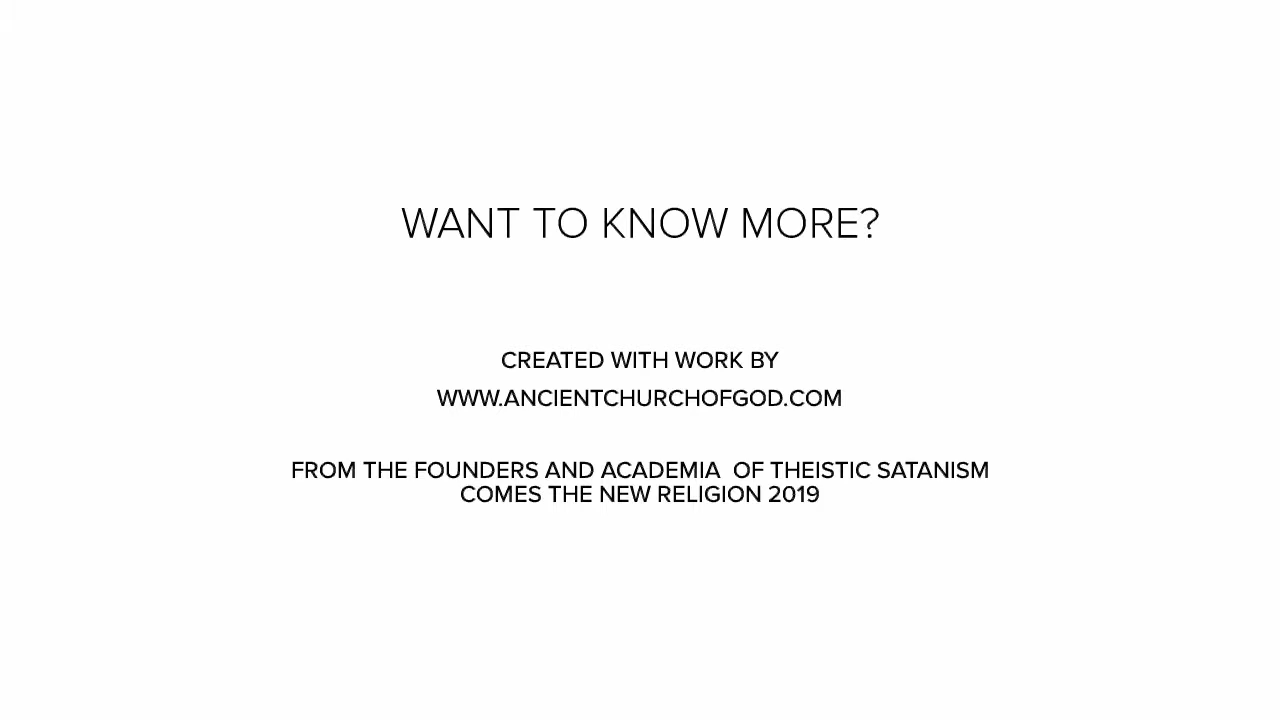 WANT TO KNOW MORE?
CREATED WITH WORK BY
WWW.ANCIENTCHURCHOFGOD.COM
FROM THE FOUNDERS AND ACADEMIA  OF THEISTIC SATANISM
COMES THE NEW RELIGION 2019